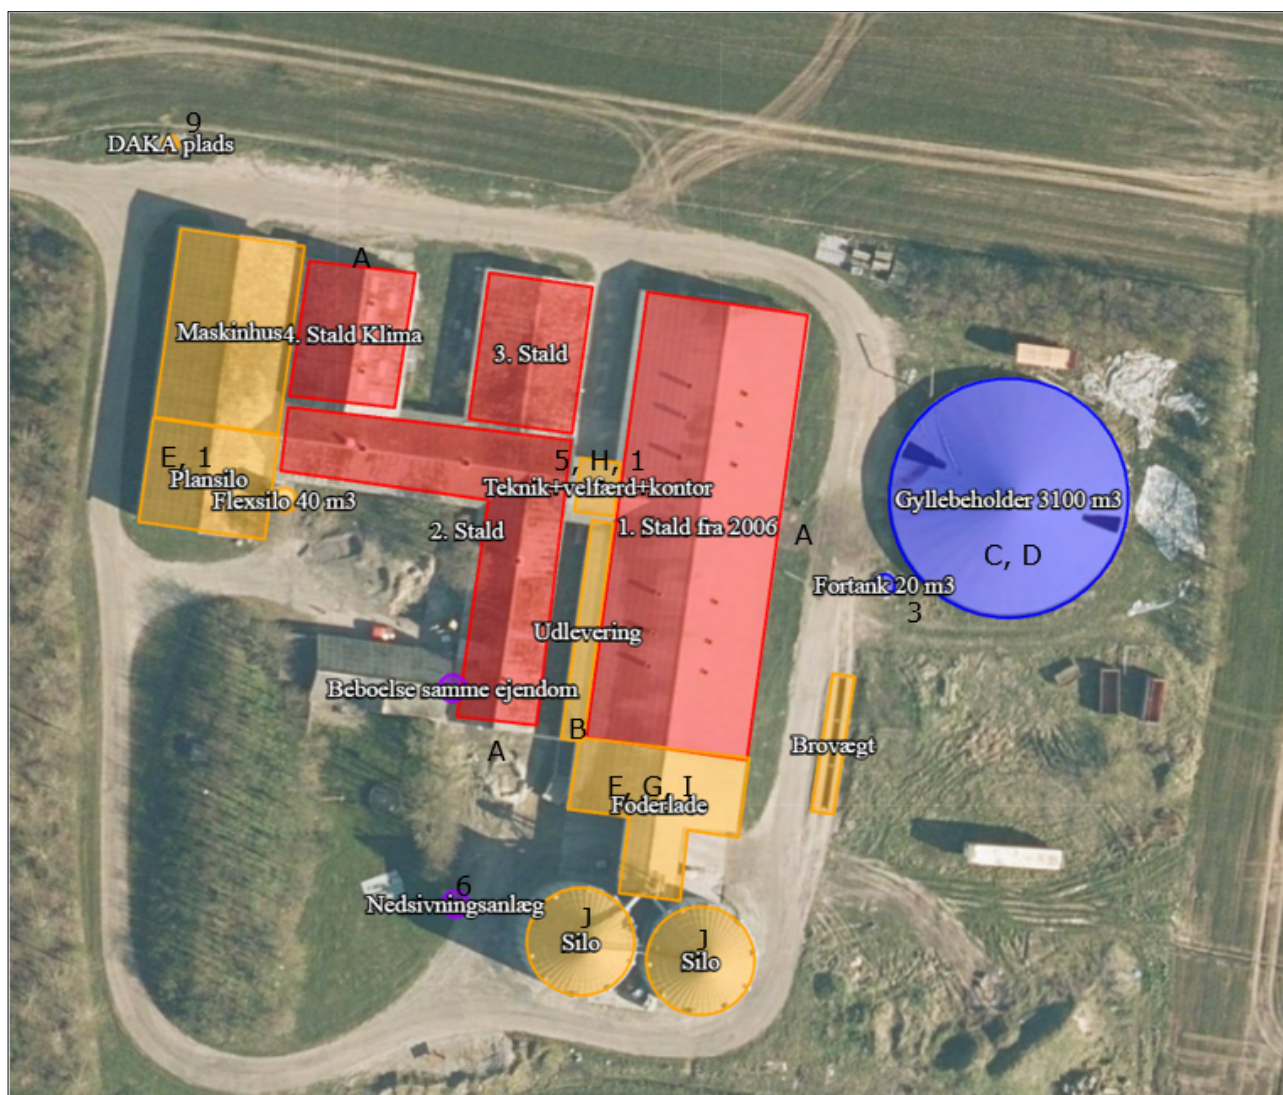 9
DAKA plads
A
Maskinhus
4. Stald Klima
3. Stald
E, 1
Plansilo
Flexsilo 40 m3
5, H, 1
Teknik+velfærd+kontor
2. Stald
1. Stald fra 2006
A
Gyllebeholder 3100 m3
C, D
Fortank 20 m3
3
Udlevering
Beboelse samme ejendom
B
A
Brovægt
F, G, I
Foderlade
6
Nedsivningsanlæg
J
Silo
J
Silo